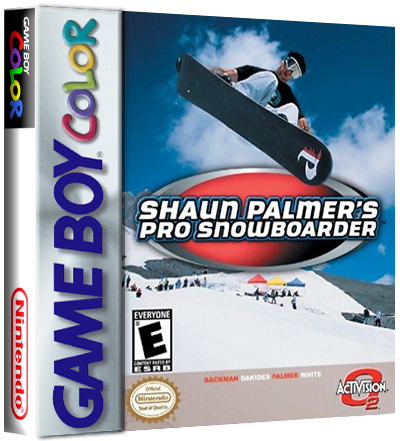 GAME BOY
COLOR
Nintendo
GAME BOY COLOR
SHAUN PALMER'S
PRO SNOWBOARDER
EVERYONE
E
CONTENT RATED BY
ESRB
Official
Nintendo
Seal of Quality
BACKMAN DAKIDES PALMER WHITE
ACTIVISION
O2